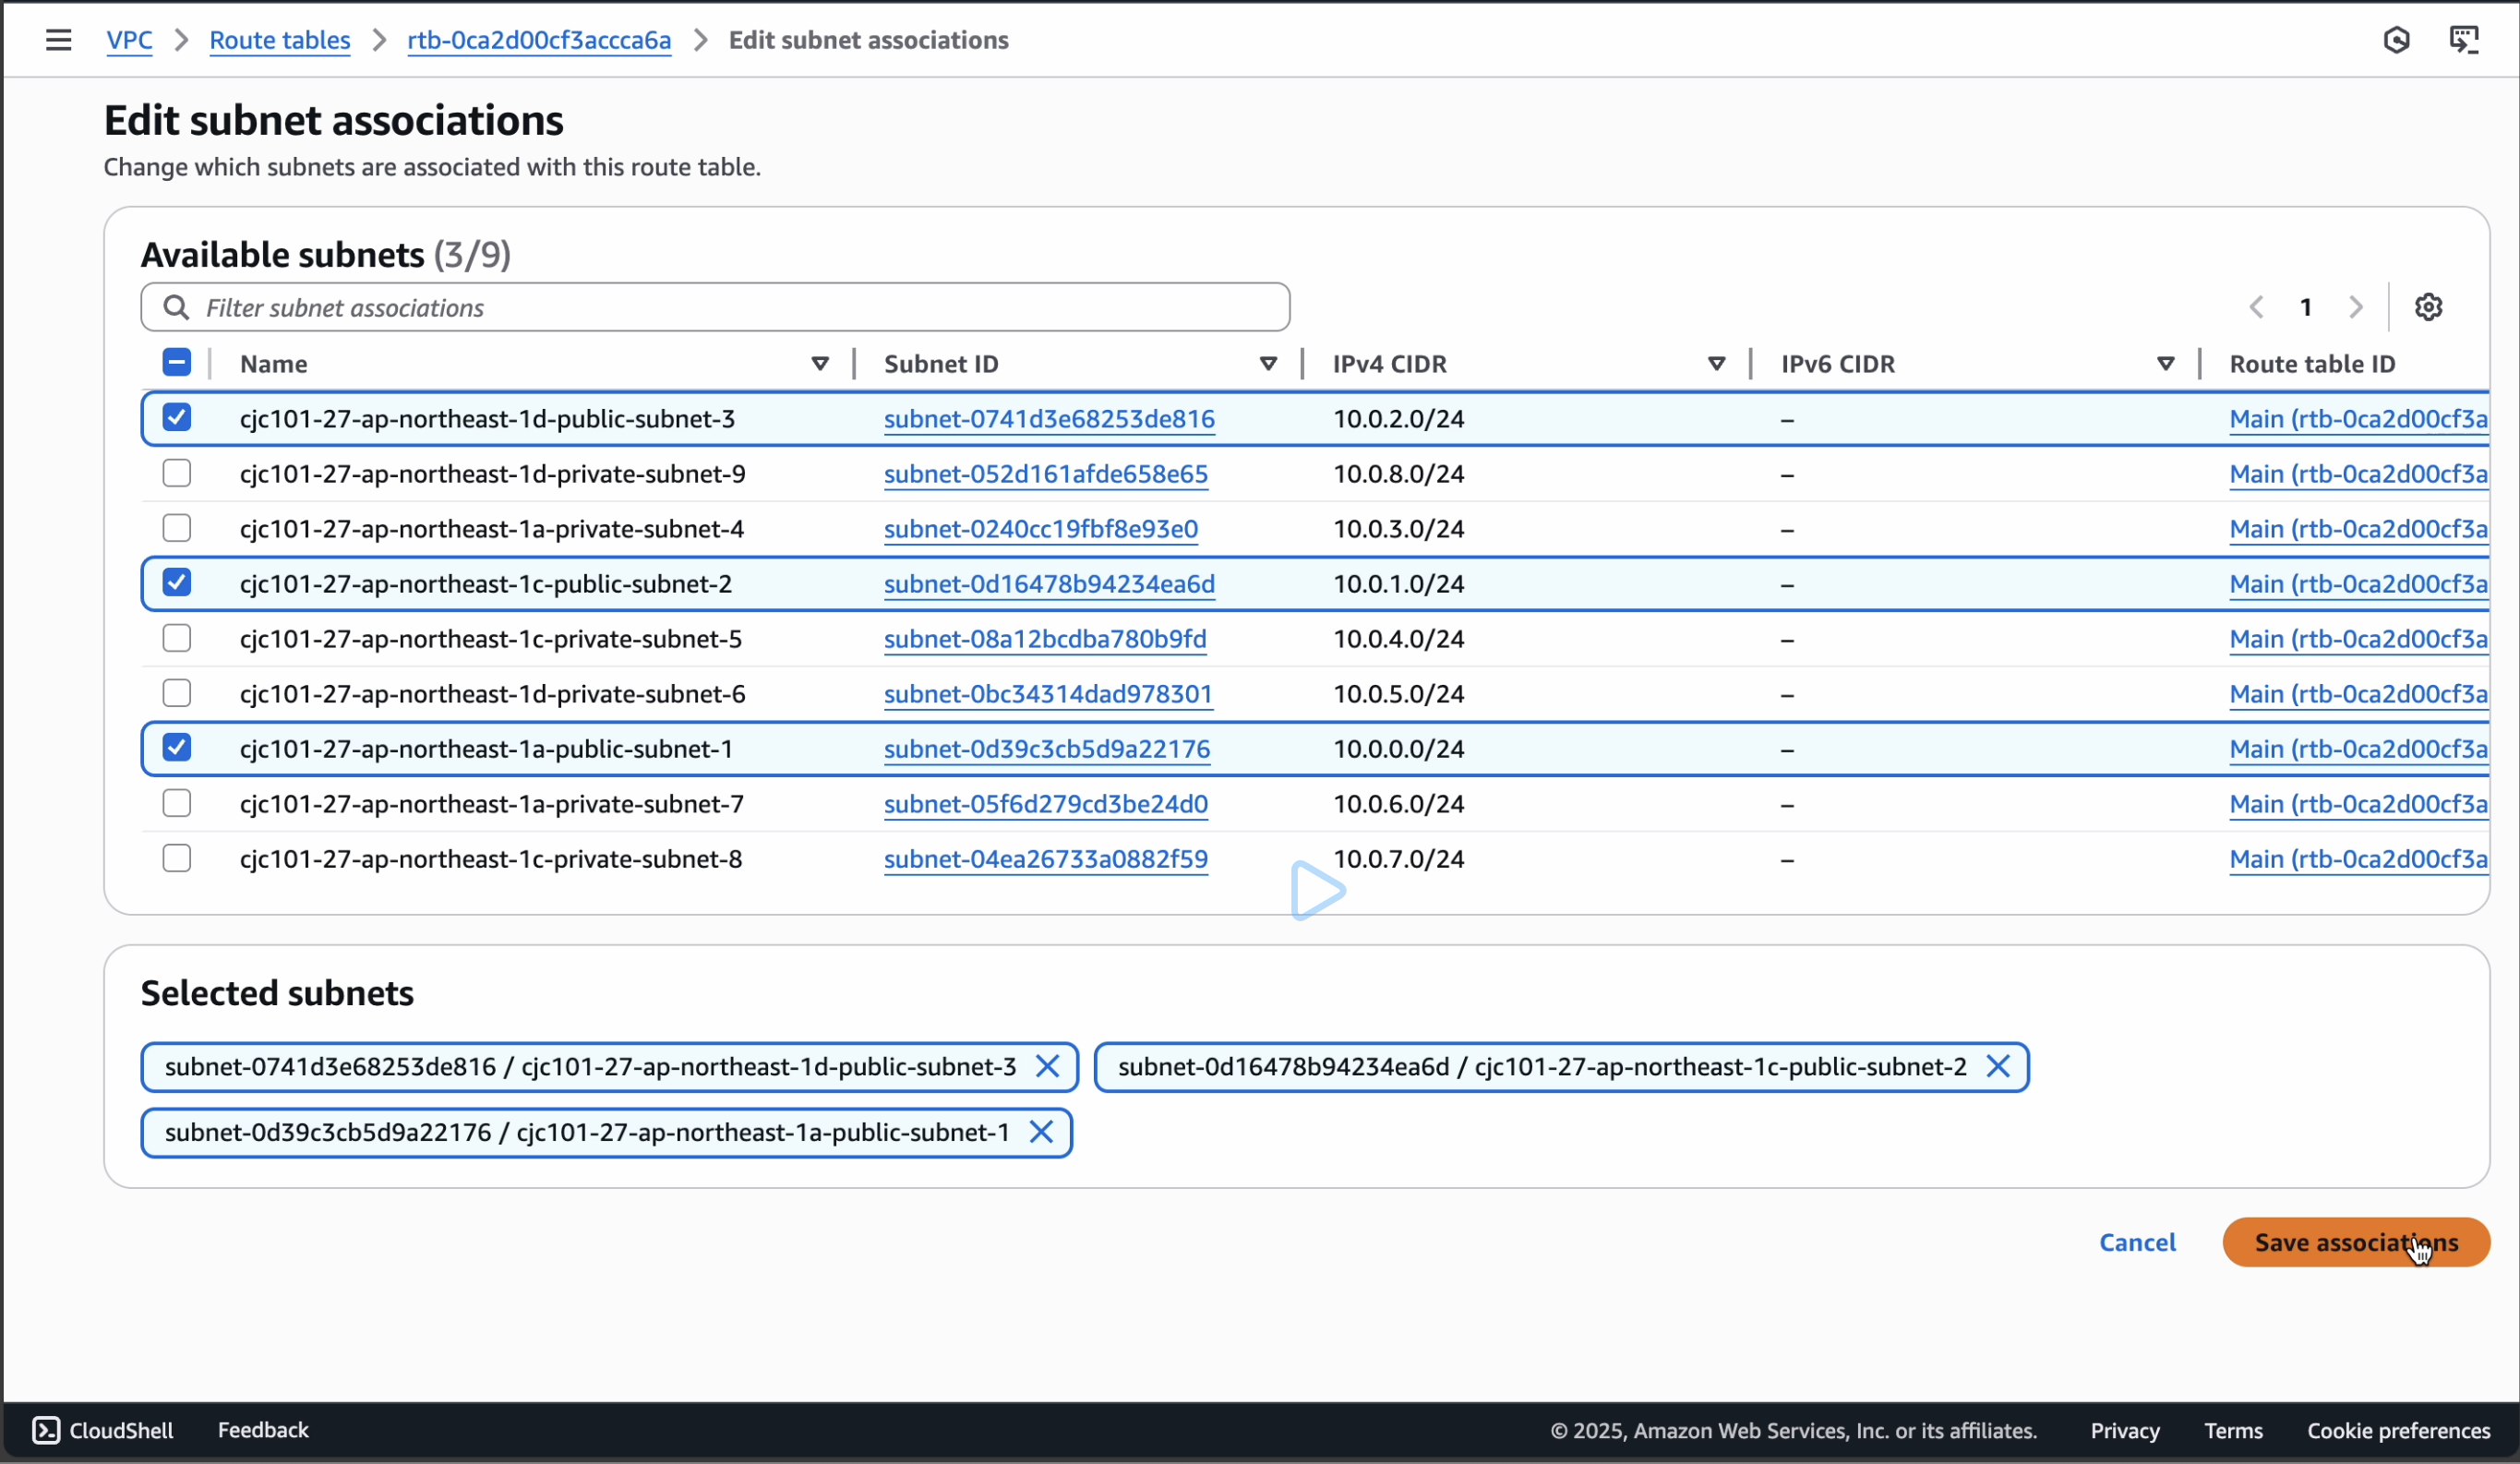 VPC > Route tables > rtb-0ca2d00cf3accca6a > Edit subnet associations
Edit subnet associations
Change which subnets are associated with this route table.
Available subnets (3/9)
Filter subnet associations
1
Name Subnet ID IPv4 CIDR IPv6 CIDR Route table ID
cjc101-27-ap-northeast-1d-public-subnet-3 subnet-0741d3e68253de816 10.0.2.0/24 – Main (rtb-0ca2d00cf3a
cjc101-27-ap-northeast-1d-private-subnet-9 subnet-052d161afde658e65 10.0.8.0/24 – Main (rtb-0ca2d00cf3a
cjc101-27-ap-northeast-1a-private-subnet-4 subnet-0240cc19fbf8e93e0 10.0.3.0/24 – Main (rtb-0ca2d00cf3a
cjc101-27-ap-northeast-1c-public-subnet-2 subnet-0d16478b94234ea6d 10.0.1.0/24 – Main (rtb-0ca2d00cf3a
cjc101-27-ap-northeast-1c-private-subnet-5 subnet-08a12bcdba780b9fd 10.0.4.0/24 – Main (rtb-0ca2d00cf3a
cjc101-27-ap-northeast-1d-private-subnet-6 subnet-0bc34314dad978301 10.0.5.0/24 – Main (rtb-0ca2d00cf3a
cjc101-27-ap-northeast-1a-public-subnet-1 subnet-0d39c3cb5d9a22176 10.0.0.0/24 – Main (rtb-0ca2d00cf3a
cjc101-27-ap-northeast-1a-private-subnet-7 subnet-05f6d279cd3be24d0 10.0.6.0/24 – Main (rtb-0ca2d00cf3a
cjc101-27-ap-northeast-1c-private-subnet-8 subnet-04ea26733a0882f59 10.0.7.0/24 – Main (rtb-0ca2d00cf3a
Selected subnets
subnet-0741d3e68253de816 / cjc101-27-ap-northeast-1d-public-subnet-3 subnet-0d16478b94234ea6d / cjc101-27-ap-northeast-1c-public-subnet-2
subnet-0d39c3cb5d9a22176 / cjc101-27-ap-northeast-1a-public-subnet-1
Cancel Save associations
CloudShell Feedback © 2025, Amazon Web Services, Inc. or its affiliates. Privacy Terms Cookie preferences